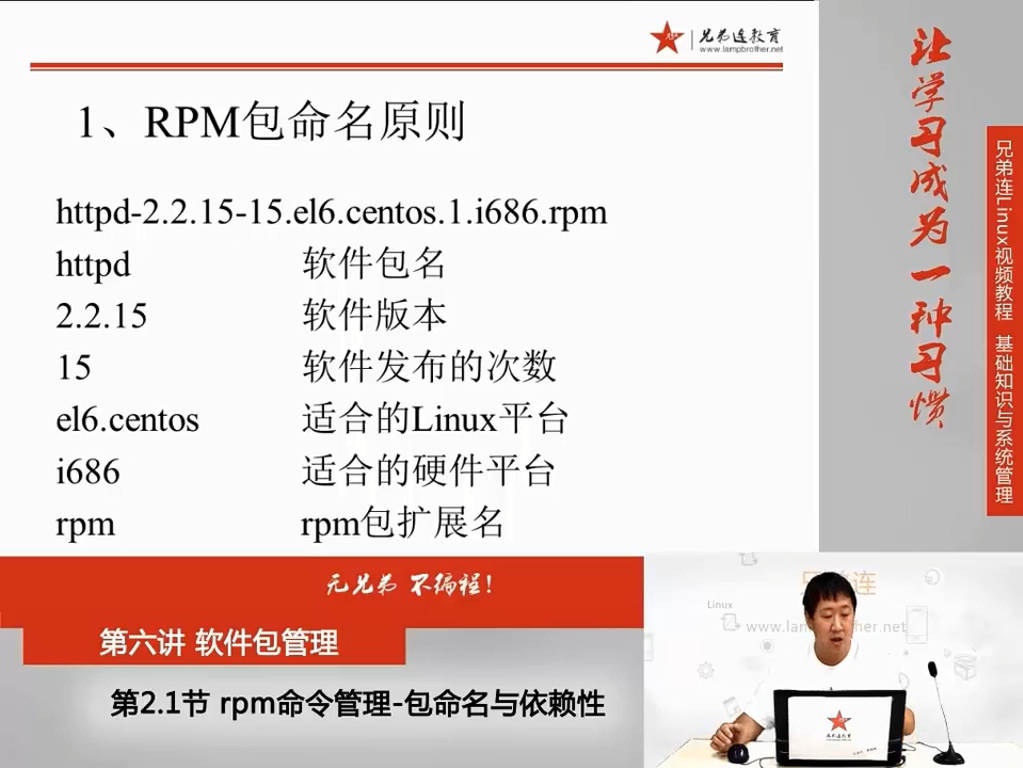 兄弟连教育
www.lampbrother.net
1、RPM包命名原则
httpd-2.2.15-15.el6.centos.1.i686.rpm
httpd 软件包名
2.2.15 软件版本
15 软件发布的次数
el6.centos 适合的Linux平台
i686 适合的硬件平台
rpm rpm包扩展名
让学习成为一种习惯
兄弟连Linux视频教程 基础知识与系统管理
无兄弟 不编程!
第六讲 软件包管理
第2.1节 rpm命令管理-包命名与依赖性
Linux